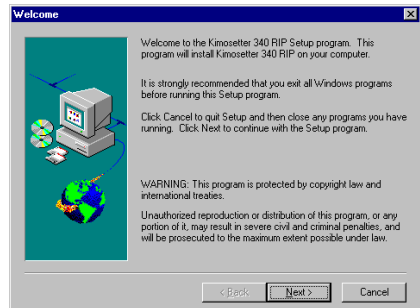 Welcome
Welcome to the Kimosetter 340 RIP Setup program. This
program will install Kimosetter 340 RIP on your computer.
It is strongly recommended that you exit all Windows programs
before running this Setup program.
Click Cancel to quit Setup and then close any programs you have
running. Click Next to continue with the Setup program.
WARNING: This program is protected by copyright law and
international treaties.
Unauthorized reproduction or distribution of this program, or any
portion of it, may result in severe civil and criminal penalties, and
will be prosecuted to the maximum extent possible under law.
< Back Next > Cancel